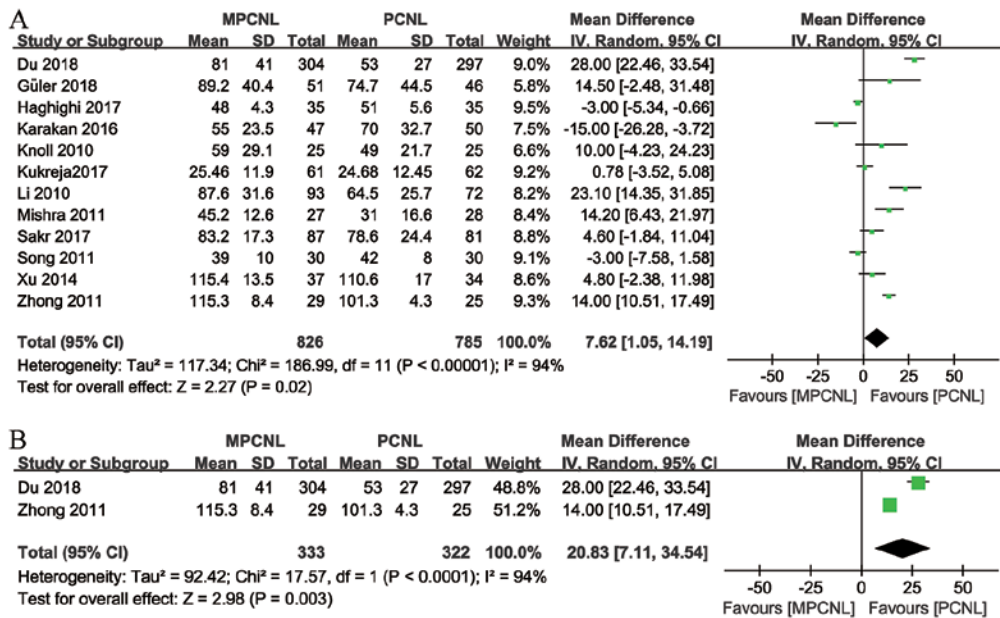 A
MPCNL PCNL Mean Difference Mean Difference
Study or Subgroup Mean SD Total Mean SD Total Weight IV, Random, 95% CI IV, Random, 95% CI
Du 2018 81 41 304 53 27 297 9.0% 28.00 [22.46, 33.54]
Güler 2018 89.2 40.4 51 74.7 44.5 46 5.8% 14.50 [-2.48, 31.48]
Haghighi 2017 48 4.3 35 51 5.6 35 9.5% -3.00 [-5.34, -0.66]
Karakan 2016 55 23.5 47 70 32.7 50 7.5% -15.00 [-26.28, -3.72]
Knoll 2010 59 29.1 25 49 21.7 25 6.6% 10.00 [-4.23, 24.23]
Kukreja2017 25.46 11.9 61 24.68 12.45 62 9.2% 0.78 [-3.52, 5.08]
Li 2010 87.6 31.6 93 64.5 25.7 72 8.2% 23.10 [14.35, 31.85]
Mishra 2011 45.2 12.6 27 31 16.6 28 8.4% 14.20 [6.43, 21.97]
Sakr 2017 83.2 17.3 87 78.6 24.4 81 8.8% 4.60 [-1.84, 11.04]
Song 2011 39 10 30 42 8 30 9.1% -3.00 [-7.58, 1.58]
Xu 2014 115.4 13.5 37 110.6 17 34 8.6% 4.80 [-2.38, 11.98]
Zhong 2011 115.3 8.4 29 101.3 4.3 25 9.3% 14.00 [10.51, 17.49]
Total (95% CI) 826 785 100.0% 7.62 [1.05, 14.19]
Heterogeneity: Tau² = 117.34; Chi² = 186.99, df = 11 (P < 0.00001); I² = 94%
Test for overall effect: Z = 2.27 (P = 0.02)
-50 -25 0 25 50
Favours [MPCNL] Favours [PCNL]
B
MPCNL PCNL Mean Difference Mean Difference
Study or Subgroup Mean SD Total Mean SD Total Weight IV, Random, 95% CI IV, Random, 95% CI
Du 2018 81 41 304 53 27 297 48.8% 28.00 [22.46, 33.54]
Zhong 2011 115.3 8.4 29 101.3 4.3 25 51.2% 14.00 [10.51, 17.49]
Total (95% CI) 333 322 100.0% 20.83 [7.11, 34.54]
Heterogeneity: Tau² = 92.42; Chi² = 17.57, df = 1 (P < 0.0001); I² = 94%
Test for overall effect: Z = 2.98 (P = 0.003)
-50 -25 0 25 50
Favours [MPCNL] Favours [PCNL]